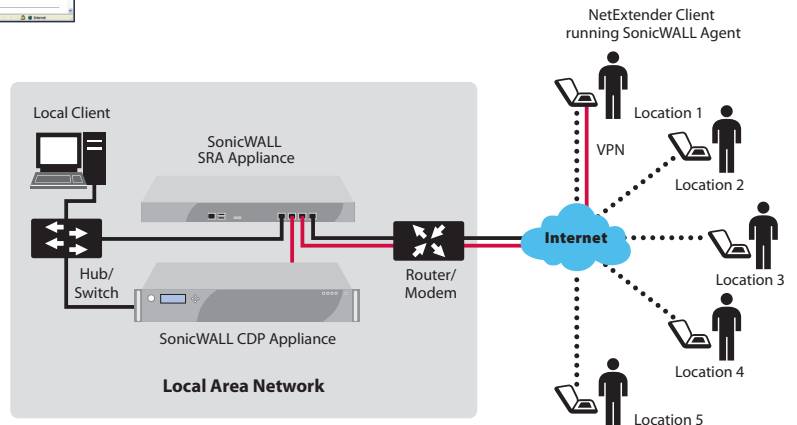 Internet
NetExtender Client
running SonicWALL Agent
Local Client
SonicWALL
SRA Appliance
Location 1
VPN
Location 2
Internet
Hub/
Switch
Router/
Modem
Location 3
SonicWALL CDP Appliance
Local Area Network
Location 4
Location 5